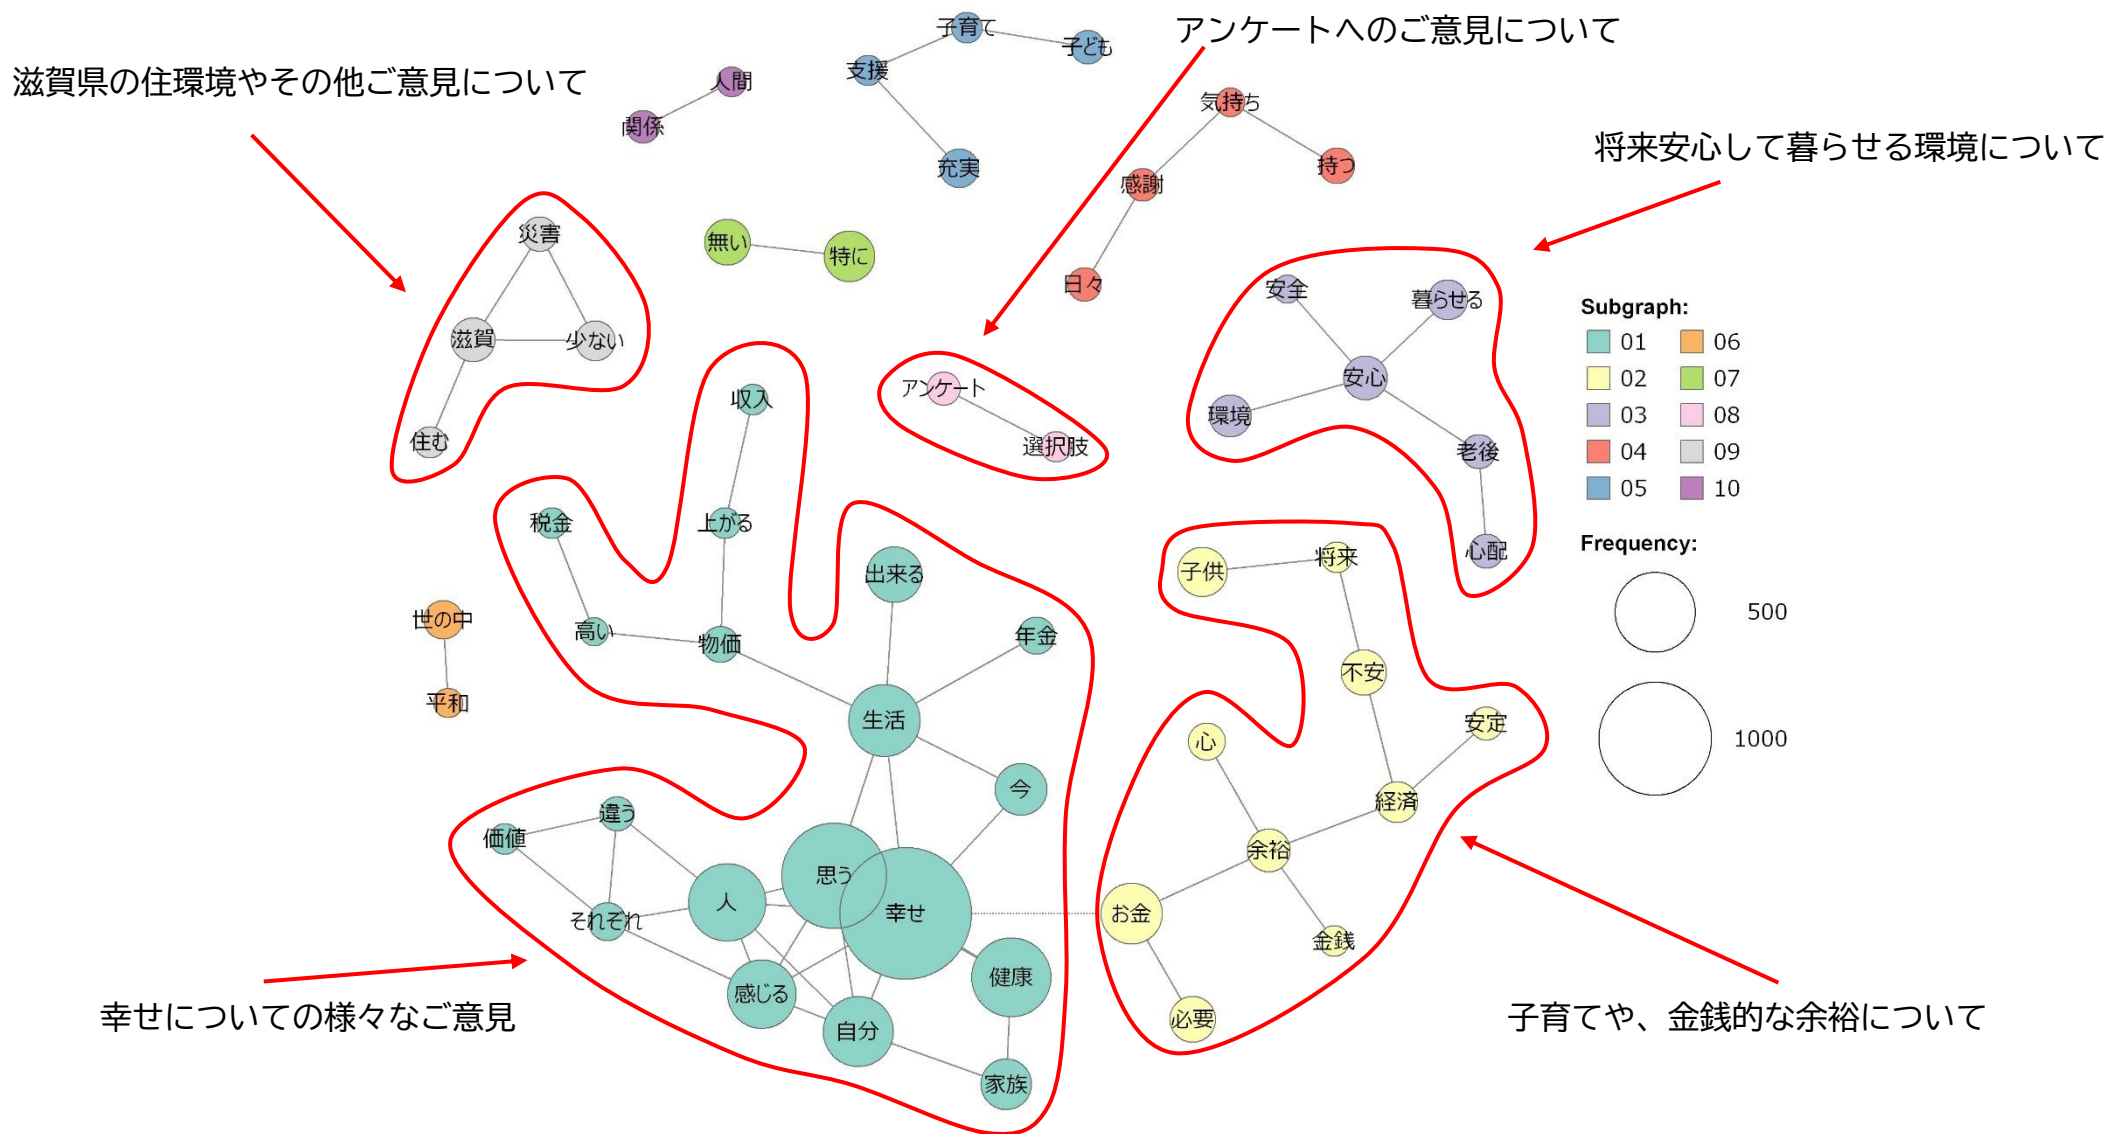 アンケートへのご意見について
滋賀県の住環境やその他ご意見について
将来安心して暮らせる環境について
子育て
子ども
支援
充実
人間
関係
気持ち
持つ
感謝
日々
災害
滋賀
少ない
住む
無い
特に
アンケート
選択肢
安全
暮らせる
安心
環境
老後
心配
Subgraph:
01 06
02 07
03 08
04 09
05 10
Frequency:
500
1000
収入
上がる
税金
高い
物価
出来る
年金
生活
今
世の中
平和
価値
違う
それぞれ
人
思う
幸せ
感じる
自分
健康
家族
子供
将来
不安
安定
心
経済
余裕
お金
金銭
必要
幸せについての様々なご意見
子育てや、金銭的な余裕について